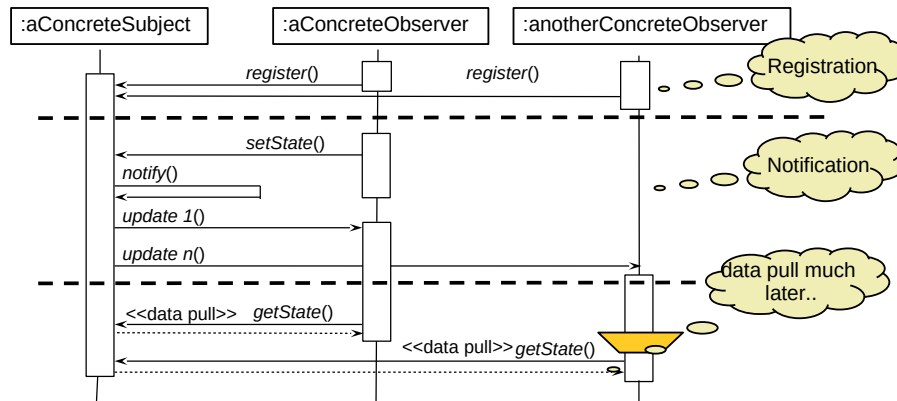 :aConcreteSubject :aConcreteObserver :anotherConcreteObserver
register() register()
Registration
setState()
notify()
Notification
update 1()
update n()
data pull much
later..
<<data pull>> getState()
<<data pull>> getState()